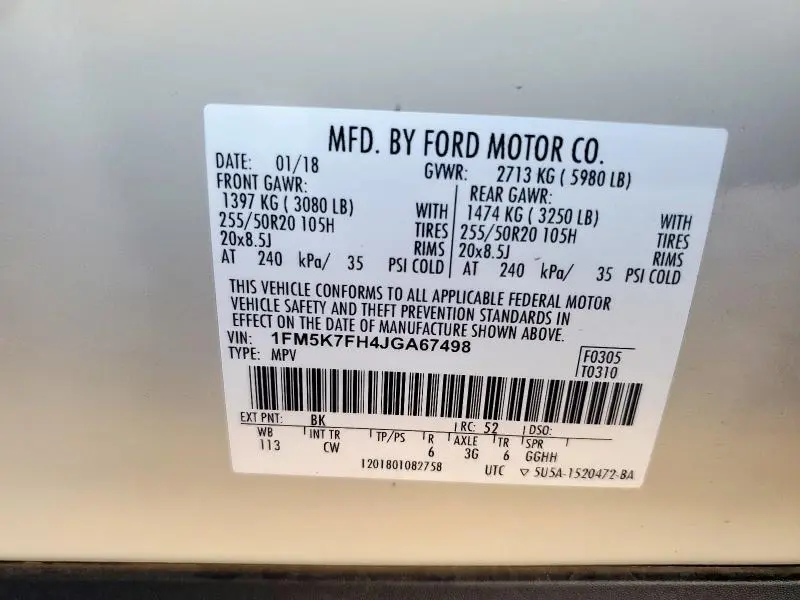 MFD. BY FORD MOTOR CO.
DATE: 01/18 GVWR: 2713 KG ( 5980 LB)
FRONT GAWR: REAR GAWR:
1397 KG ( 3080 LB) WITH 1474 KG ( 3250 LB) WITH
255/50R20 105H TIRES 255/50R20 105H TIRES
20x8.5J RIMS 20x8.5J RIMS
AT 240 kPa/ 35 PSI COLD AT 240 kPa/ 35 PSI COLD
THIS VEHICLE CONFORMS TO ALL APPLICABLE FEDERAL MOTOR
VEHICLE SAFETY AND THEFT PREVENTION STANDARDS IN
EFFECT ON THE DATE OF MANUFACTURE SHOWN ABOVE.
VIN: 1FM5K7FH4JGA67498
TYPE: MPV F0305
T0310
EXT PNT: BK RC: 52 DSO:
WB INT TR TP/PS R AXLE TR SPR
113 CW 6 3G 6 GGHH
1201801082758 UTC ▽ 5U5A-1520472-BA